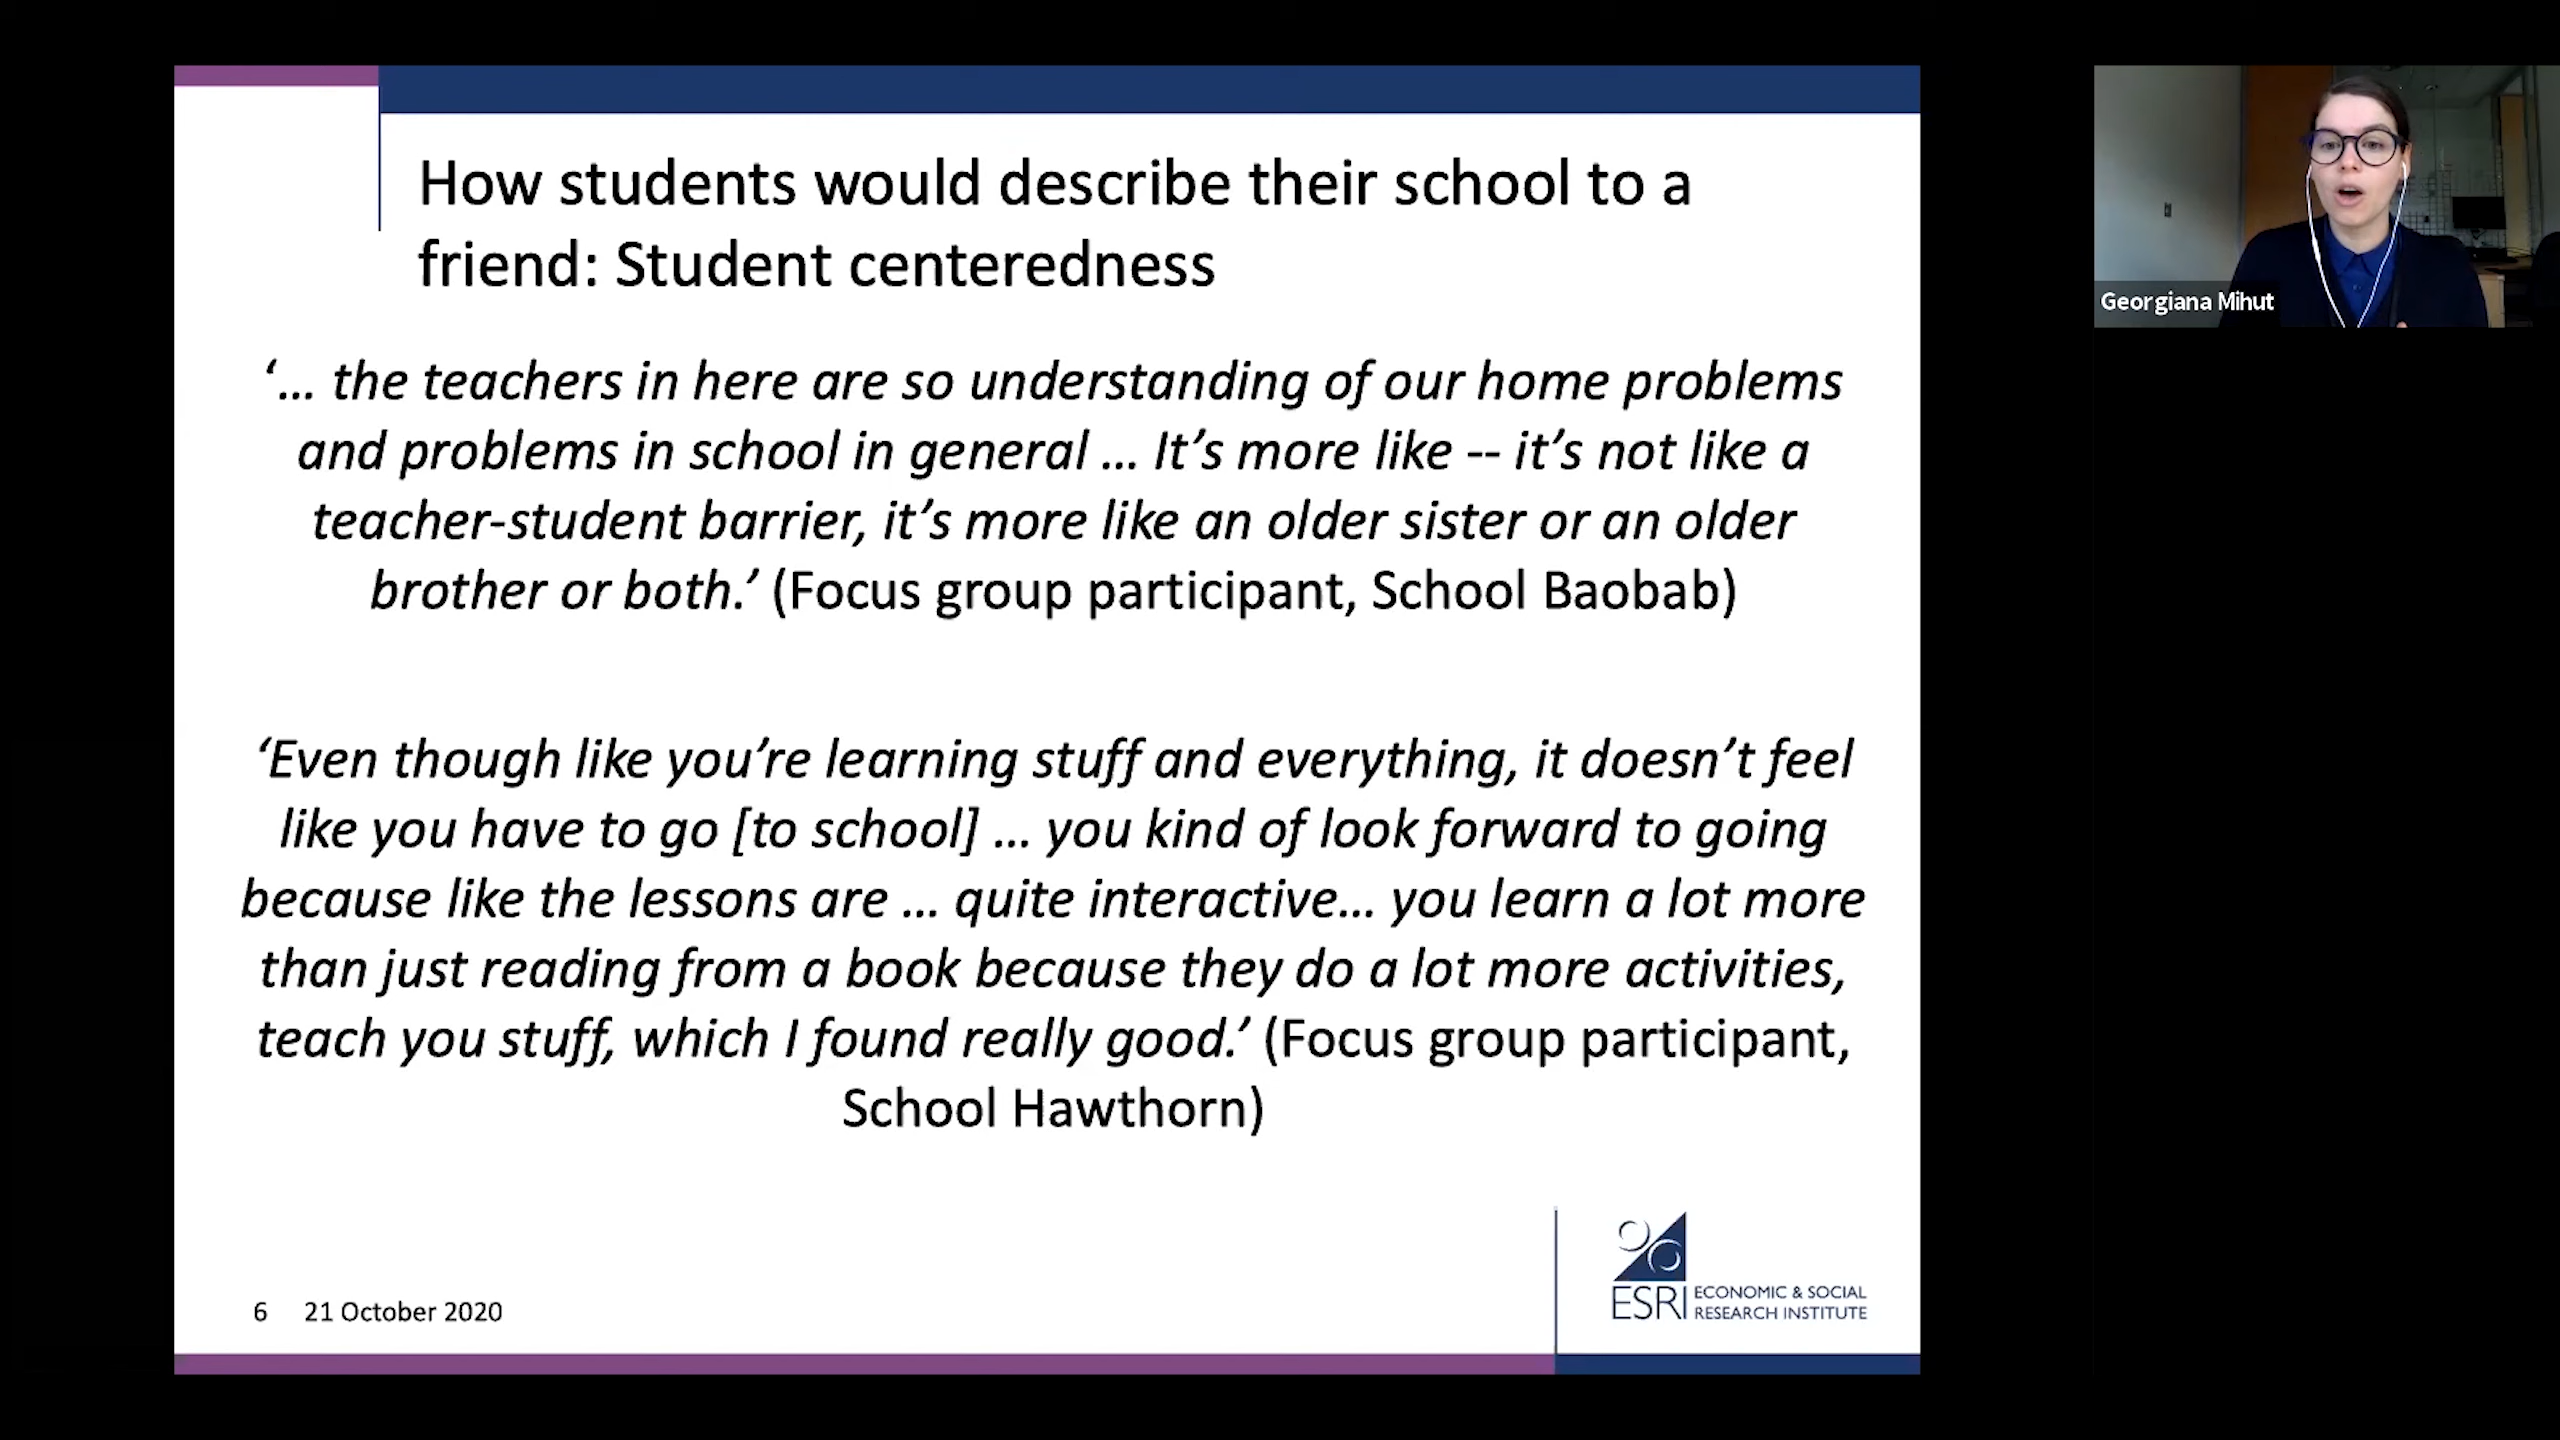 How students would describe their school to a
friend: Student centeredness
‘… the teachers in here are so understanding of our home problems
and problems in school in general … It’s more like -- it’s not like a
teacher-student barrier, it’s more like an older sister or an older
brother or both.’ (Focus group participant, School Baobab)
‘Even though like you’re learning stuff and everything, it doesn’t feel
like you have to go [to school] … you kind of look forward to going
because like the lessons are … quite interactive… you learn a lot more
than just reading from a book because they do a lot more activities,
teach you stuff, which I found really good.’ (Focus group participant,
School Hawthorn)
6 21 October 2020
ESRI ECONOMIC & SOCIAL
RESEARCH INSTITUTE
Georgiana Mihut